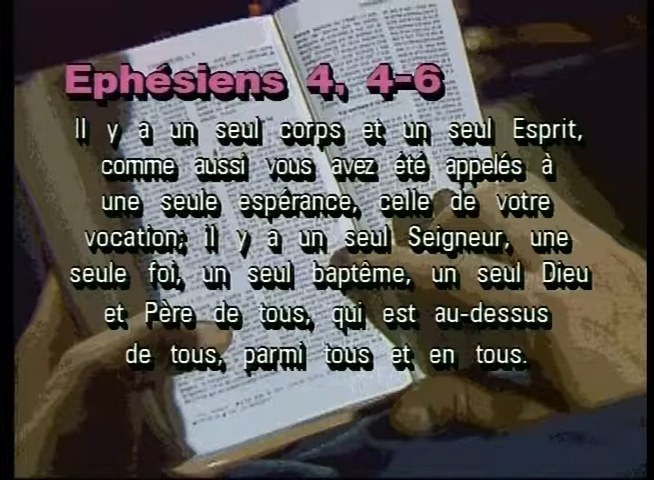 Ephésiens 4, 4-6
Il y a un seul corps et un seul Esprit,
comme aussi vous avez été appelés à
une seule espérance, celle de votre
vocation; il y a un seul Seigneur, une
seule foi, un seul baptême, un seul Dieu
et Père de tous, qui est au-dessus
de tous, parmi tous et en tous.